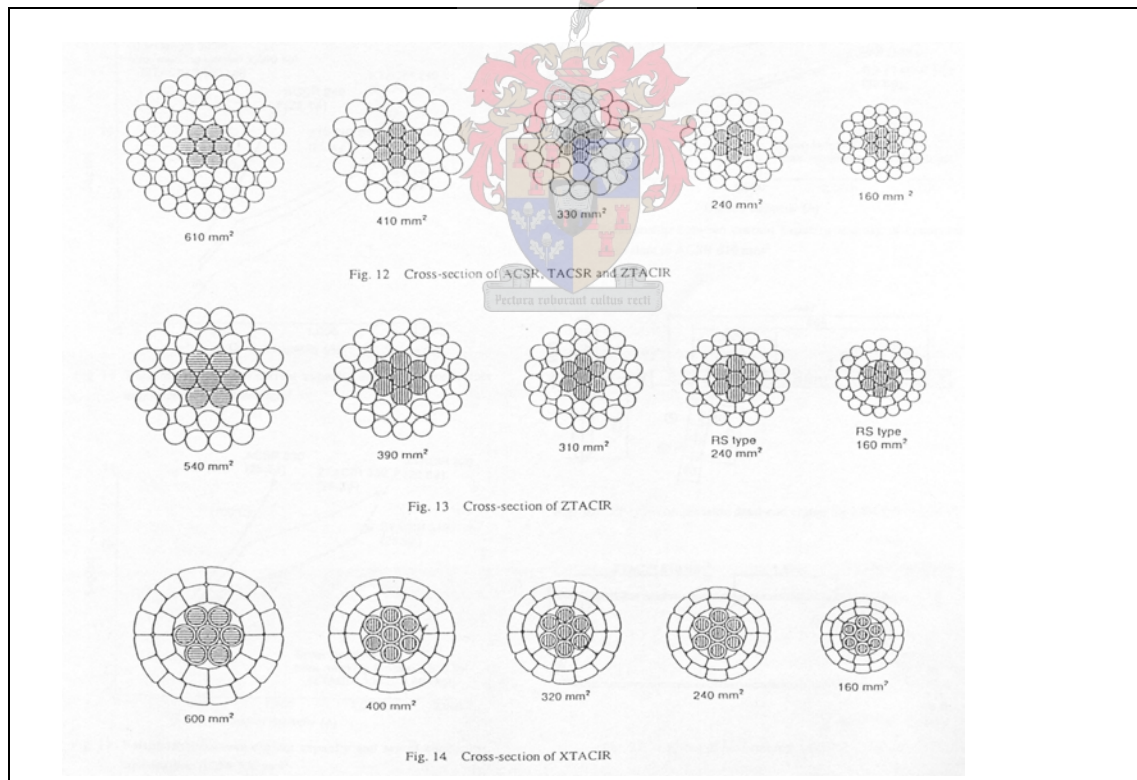 610 mm²
410 mm²
330 mm²
240 mm²
160 mm ²
Fig. 12 Cross-section of ACSR, TACSR and ZTACIR
Pectora roborant cultus recti
540 mm²
390 mm²
310 mm²
RS type
240 mm²
RS type
160 mm²
Fig. 13 Cross-section of ZTACIR
600 mm²
400 mm²
320 mm²
240 mm²
160 mm²
Fig. 14 Cross-section of XTACIR